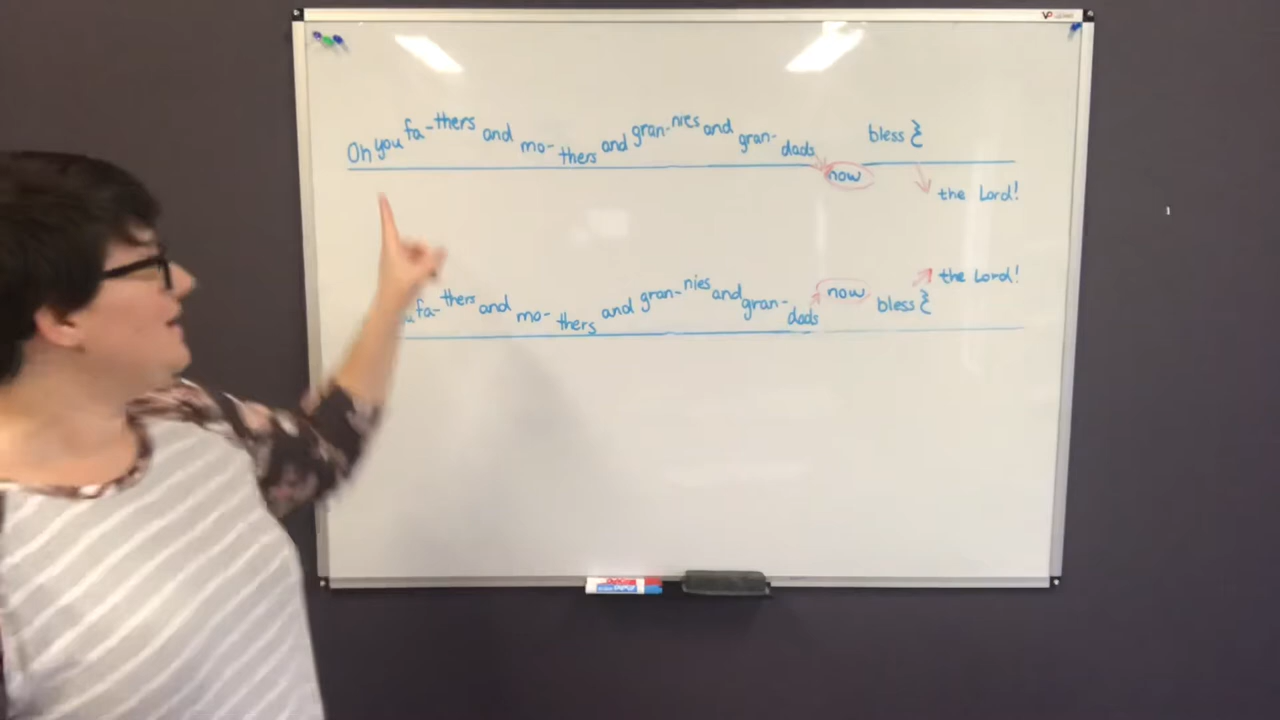 Oh you fa-thers and mo-thers and gran-nies and gran-dads now bless } the Lord!
fa-thers and mo-thers and gran-nies and gran-dads now bless } the Lord!